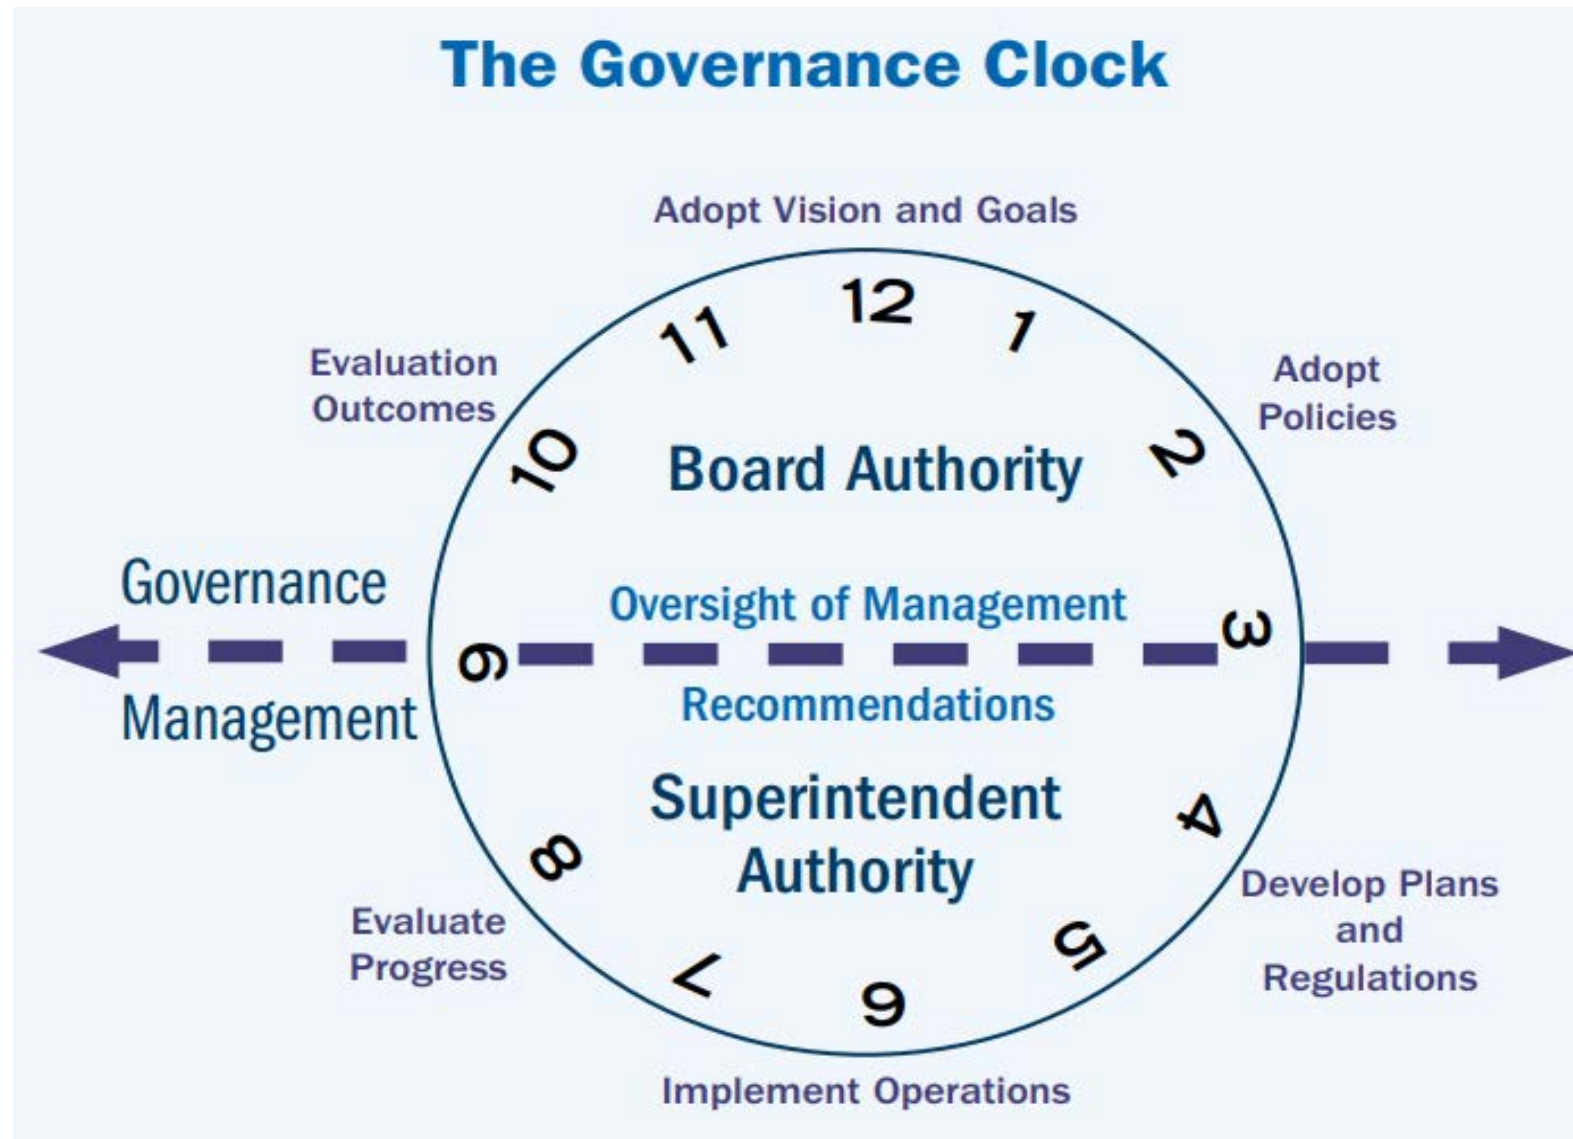 The Governance Clock
Adopt Vision and Goals
12
11
1
Evaluation
Outcomes
Adopt
Policies
10
2
Board Authority
Governance
Oversight of Management
9
3
Management
Recommendations
Superintendent
Authority
8
4
Evaluate
Progress
Develop Plans
and
Regulations
7
5
6
Implement Operations